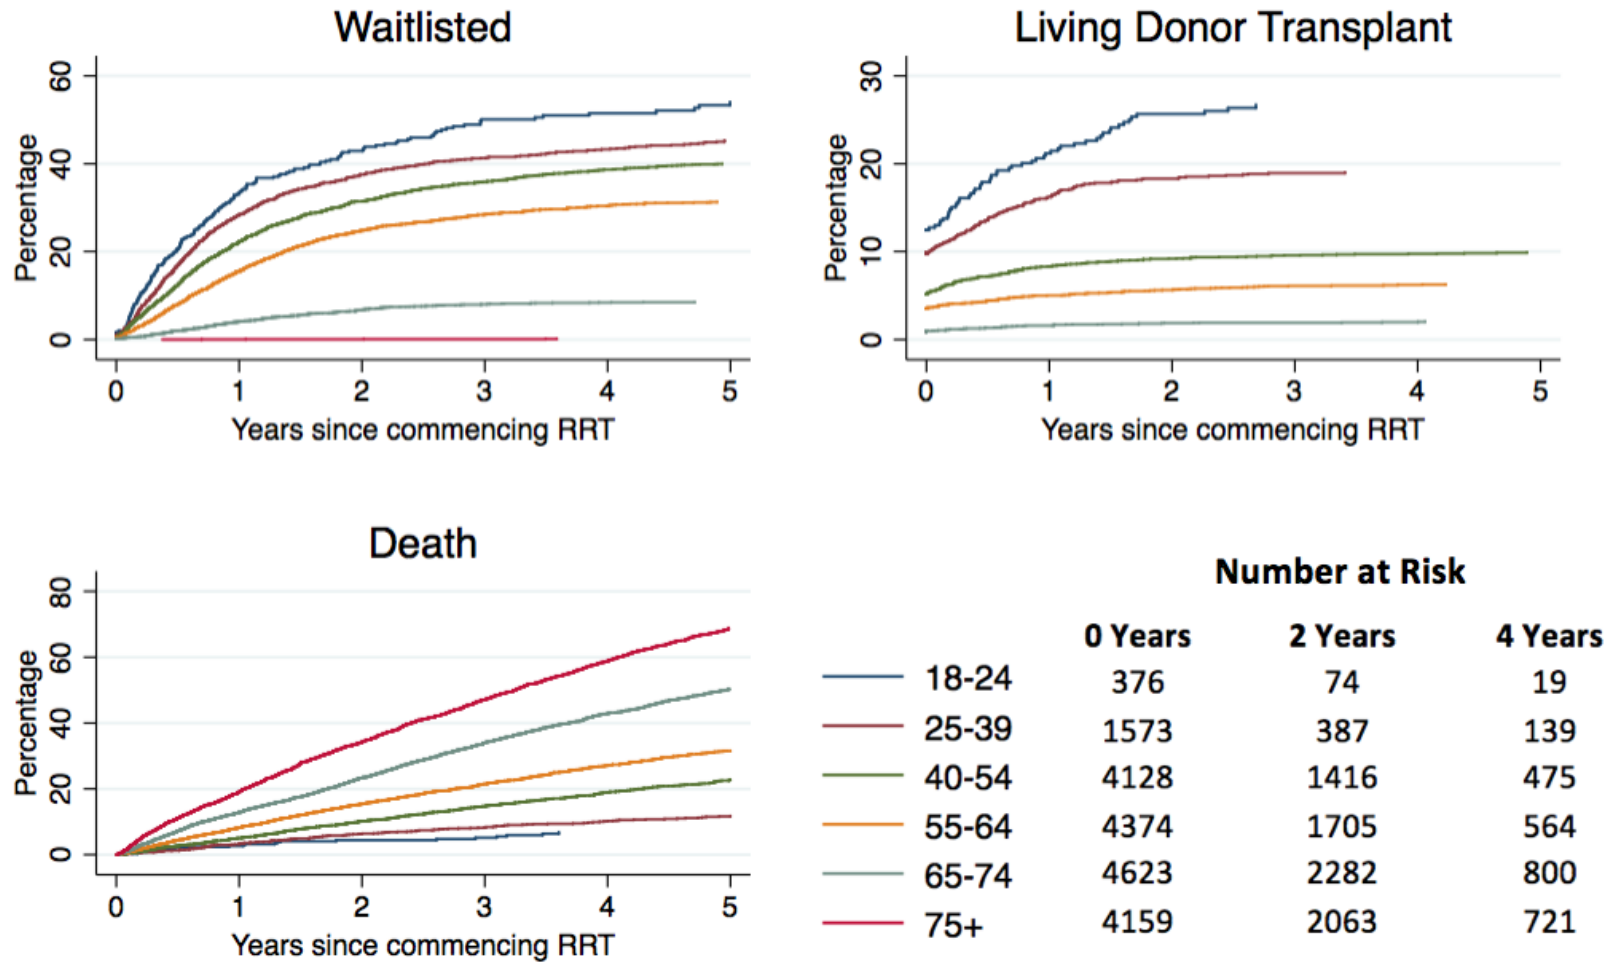 Waitlisted
60
40
20
0
Percentage
0 1 2 3 4 5
Years since commencing RRT
Living Donor Transplant
30
20
10
0
Percentage
0 1 2 3 4 5
Years since commencing RRT
Death
80
60
40
20
0
Percentage
0 1 2 3 4 5
Years since commencing RRT
Number at Risk
0 Years 2 Years 4 Years
18-24 376 74 19
25-39 1573 387 139
40-54 4128 1416 475
55-64 4374 1705 564
65-74 4623 2282 800
75+ 4159 2063 721